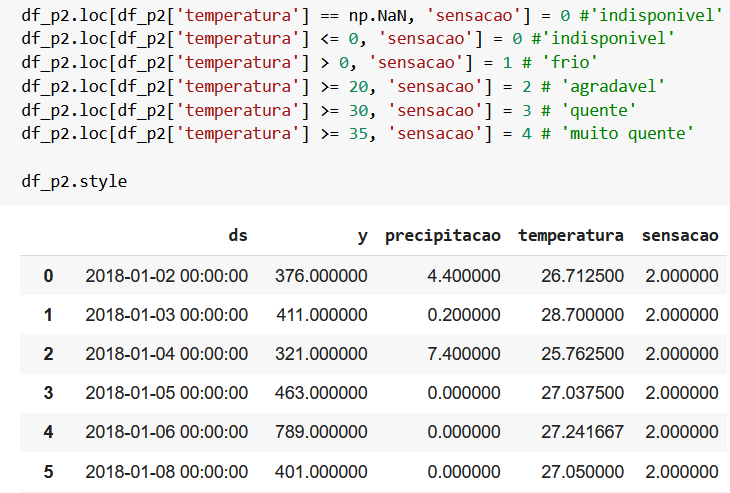 df_p2.loc[df_p2['temperatura'] == np.NaN, 'sensacao'] = 0 #'indisponivel'
df_p2.loc[df_p2['temperatura'] <= 0, 'sensacao'] = 0 #'indisponivel'
df_p2.loc[df_p2['temperatura'] > 0, 'sensacao'] = 1 # 'frio'
df_p2.loc[df_p2['temperatura'] >= 20, 'sensacao'] = 2 # 'agradavel'
df_p2.loc[df_p2['temperatura'] >= 30, 'sensacao'] = 3 # 'quente'
df_p2.loc[df_p2['temperatura'] >= 35, 'sensacao'] = 4 # 'muito quente'
df_p2.style
ds y precipitacao temperatura sensacao
0 2018-01-02 00:00:00 376.000000 4.400000 26.712500 2.000000
1 2018-01-03 00:00:00 411.000000 0.200000 28.700000 2.000000
2 2018-01-04 00:00:00 321.000000 7.400000 25.762500 2.000000
3 2018-01-05 00:00:00 463.000000 0.000000 27.037500 2.000000
4 2018-01-06 00:00:00 789.000000 0.000000 27.241667 2.000000
5 2018-01-08 00:00:00 401.000000 0.000000 27.050000 2.000000